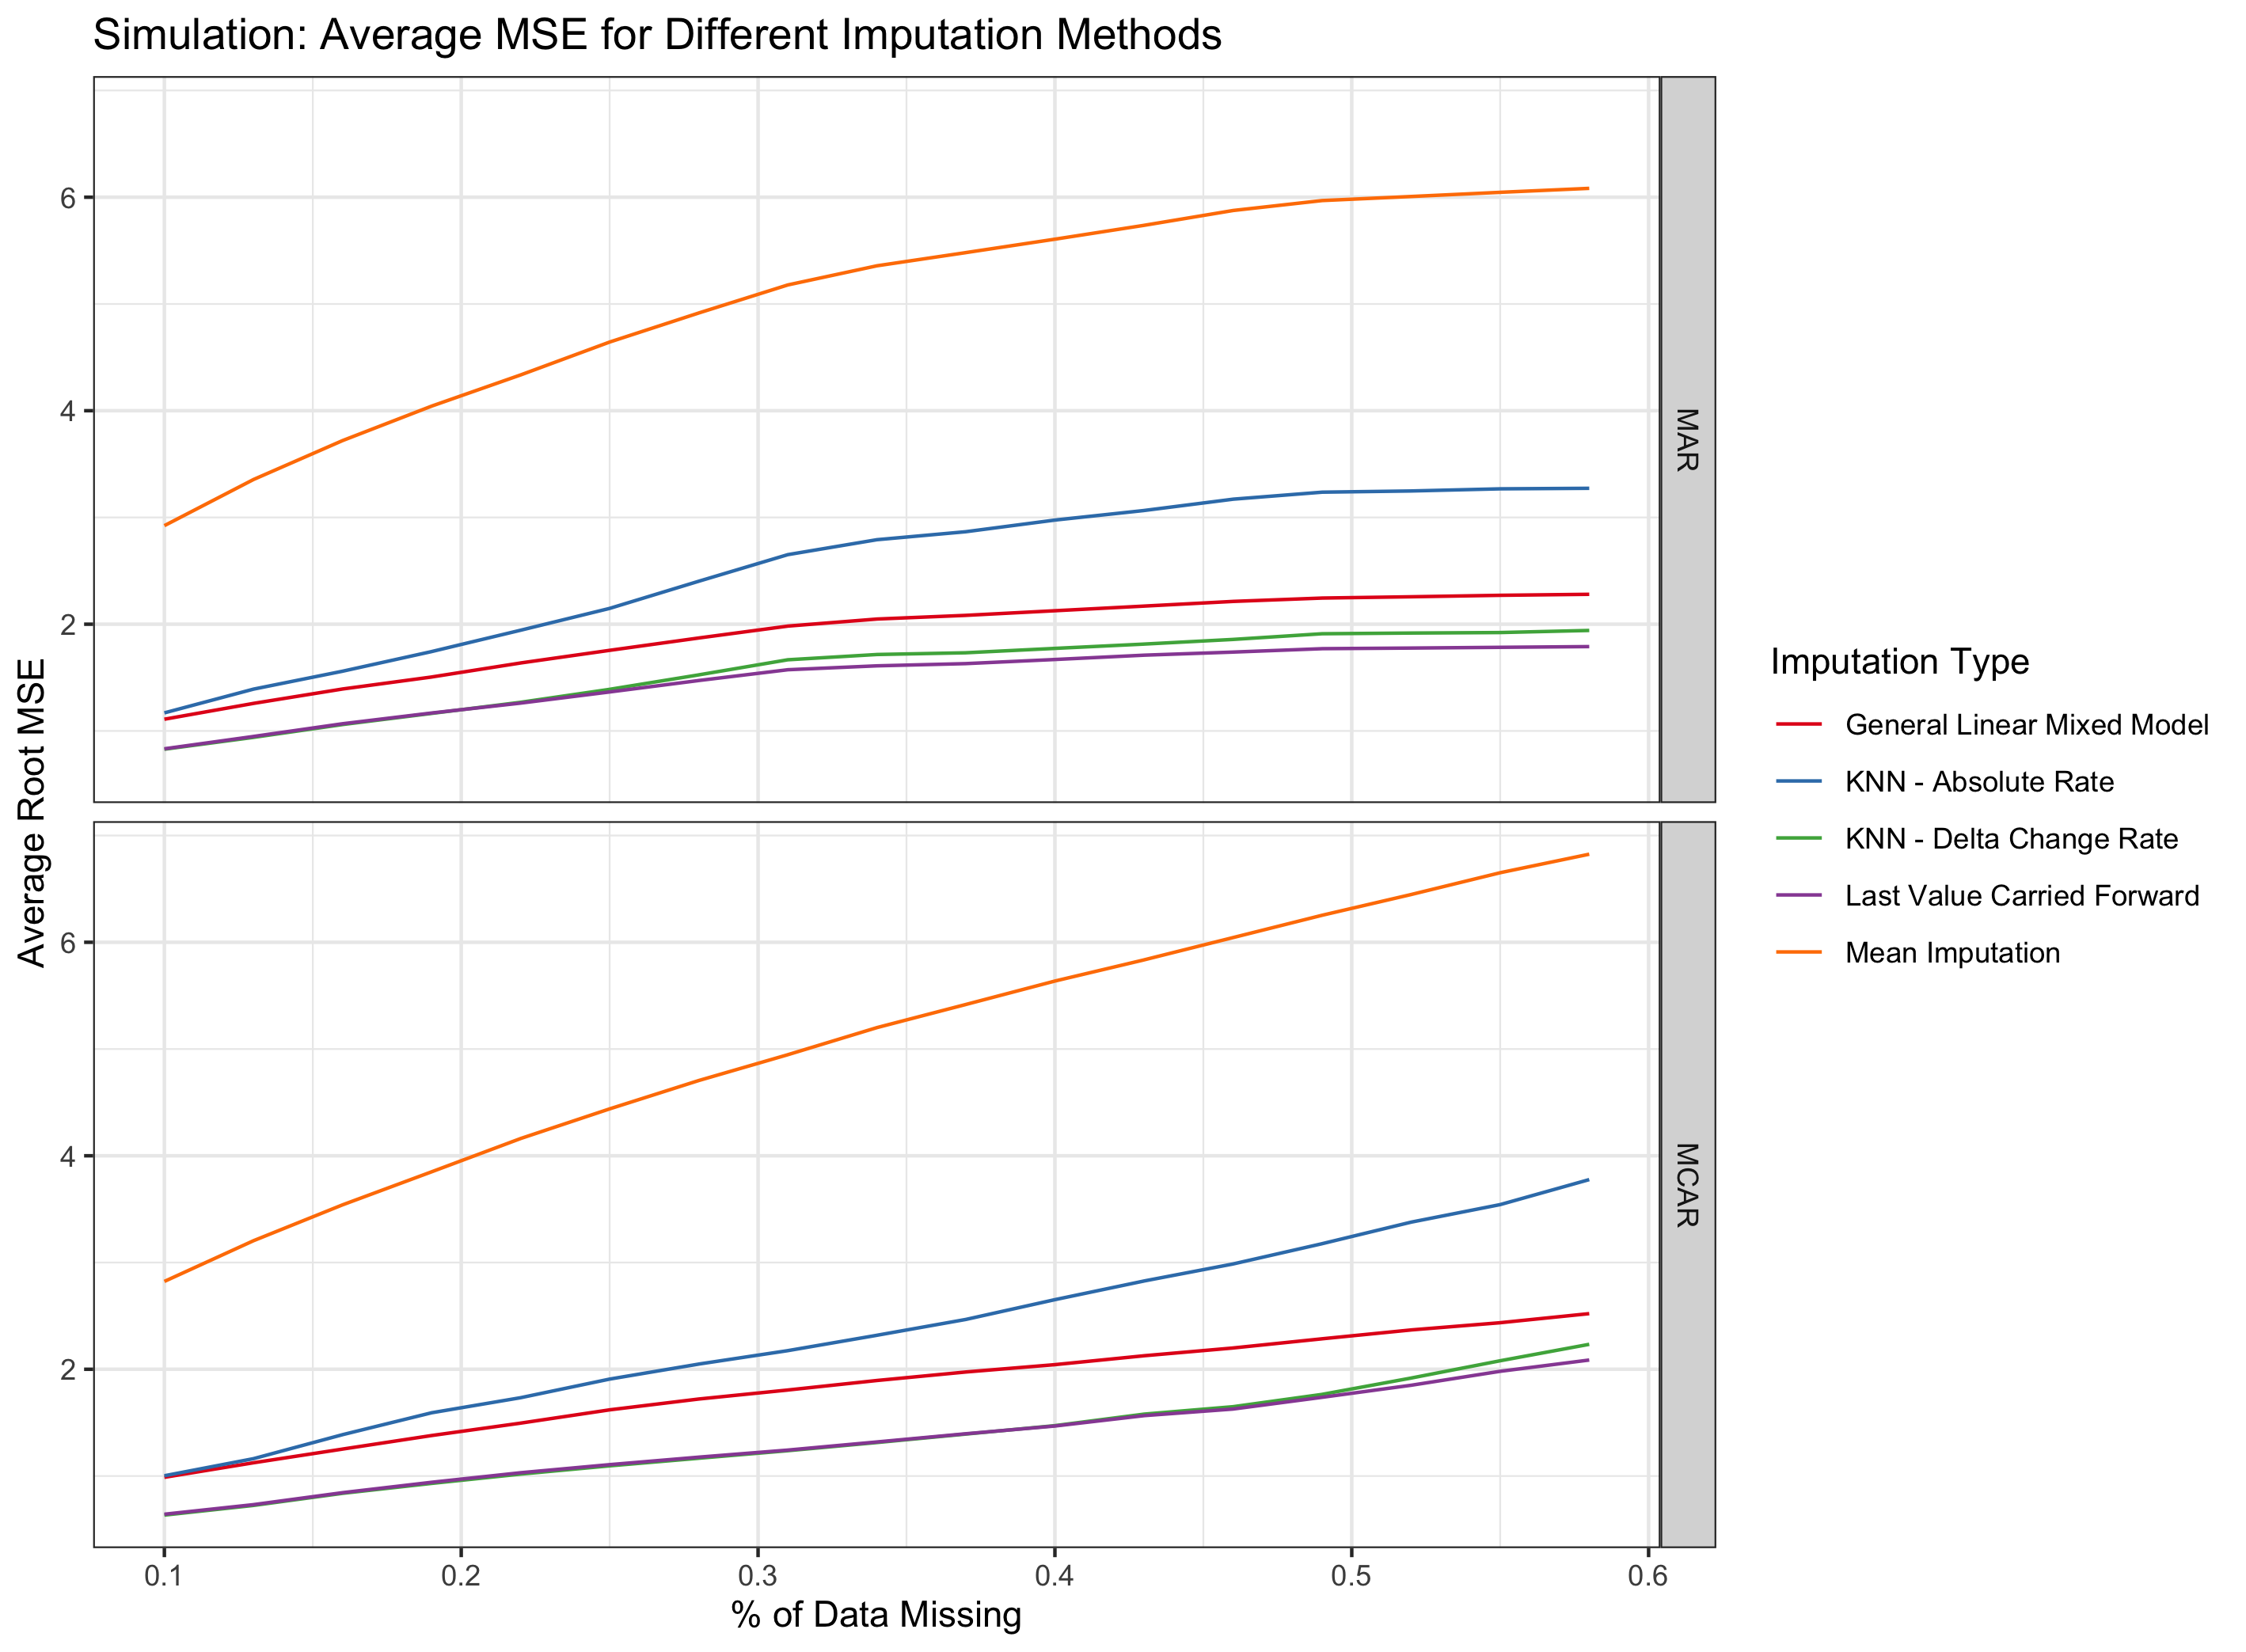 Simulation: Average MSE for Different Imputation Methods
Average Root MSE
6
4
2
MAR
6
4
2
MCAR
0.1 0.2 0.3 0.4 0.5 0.6
% of Data Missing
Imputation Type
General Linear Mixed Model
KNN - Absolute Rate
KNN - Delta Change Rate
Last Value Carried Forward
Mean Imputation